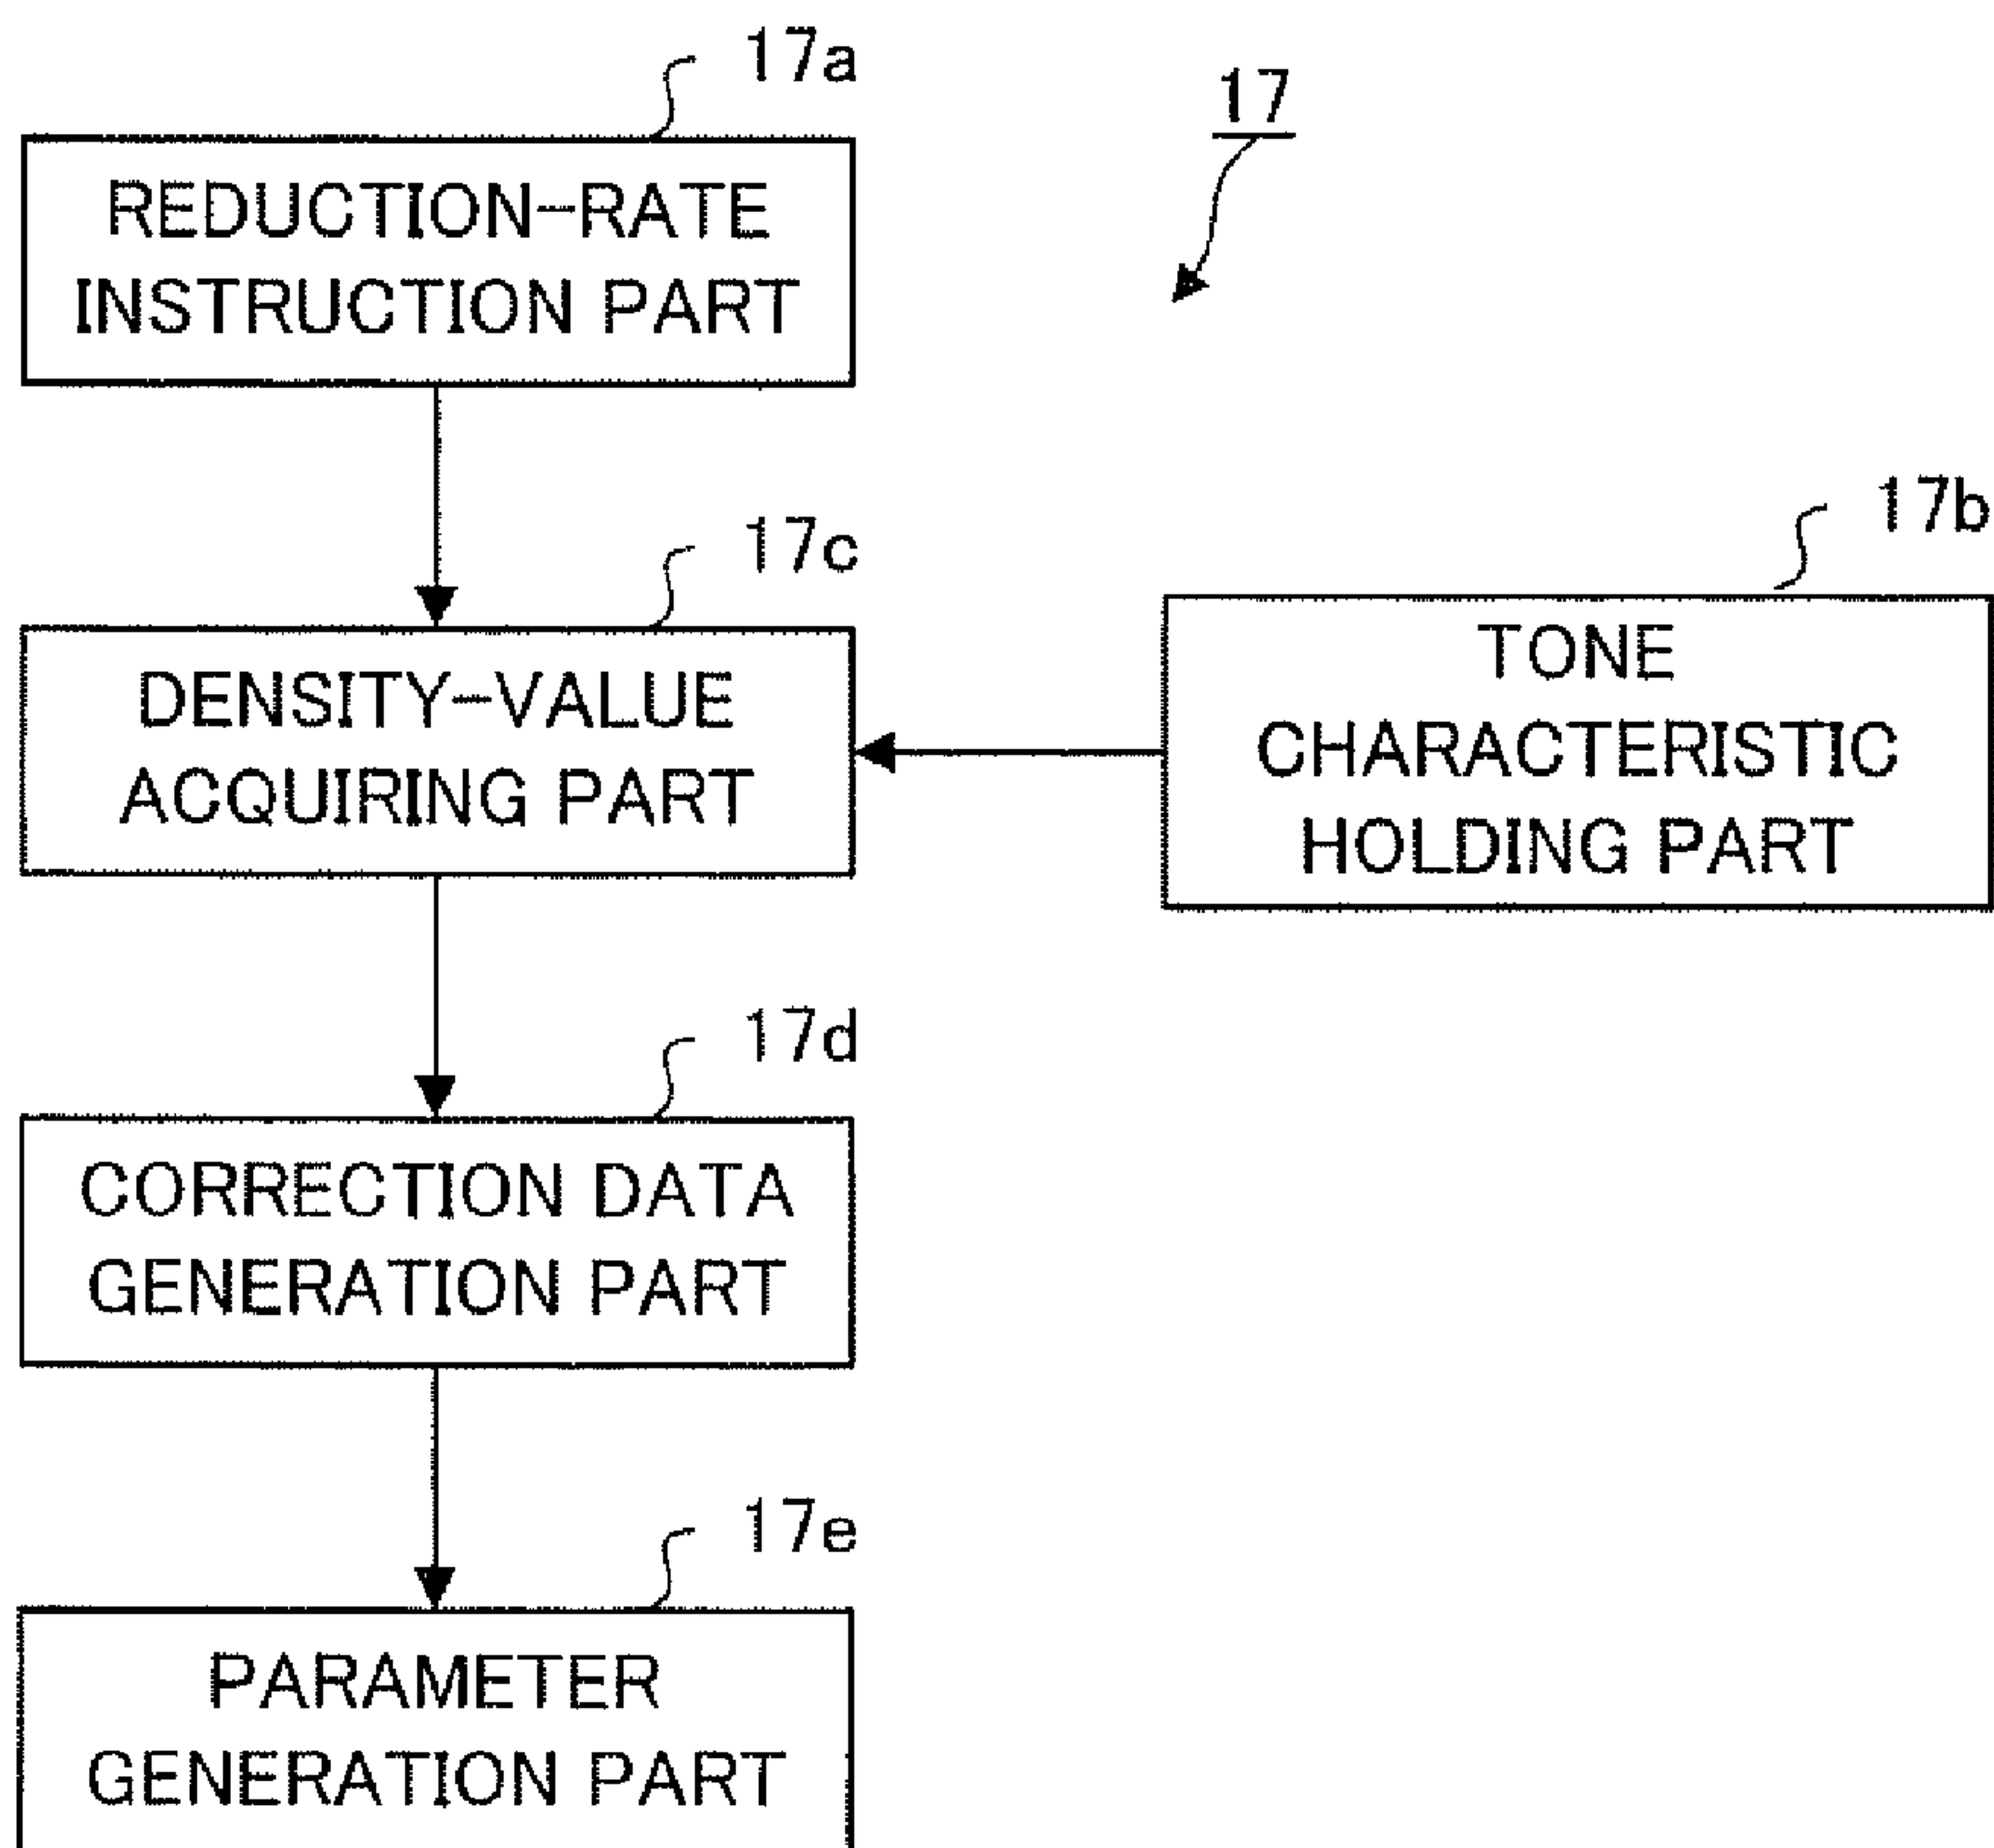 17a
17
REDUCTION-RATE
INSTRUCTION PART
17c
17b
DENSITY-VALUE
ACQUIRING PART
TONE
CHARACTERISTIC
HOLDING PART
17d
CORRECTION DATA
GENERATION PART
17e
PARAMETER
GENERATION PART